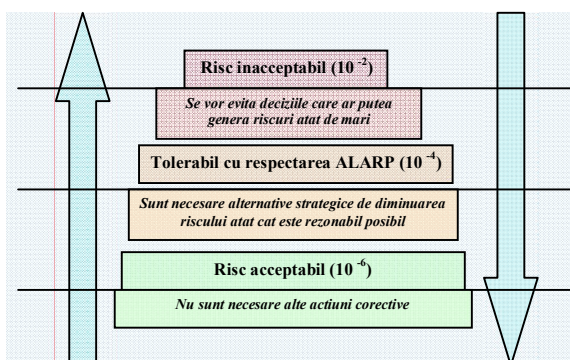 Risc inacceptabil (10 -2)
Se vor evita deciziile care ar putea
genera riscuri atat de mari
Tolerabil cu respectarea ALARP (10 -4)
Sunt necesare alternative strategice de diminuarea
riscului atat cat este rezonabil posibil
Risc acceptabil (10 -6)
Nu sunt necesare alte actiuni corective